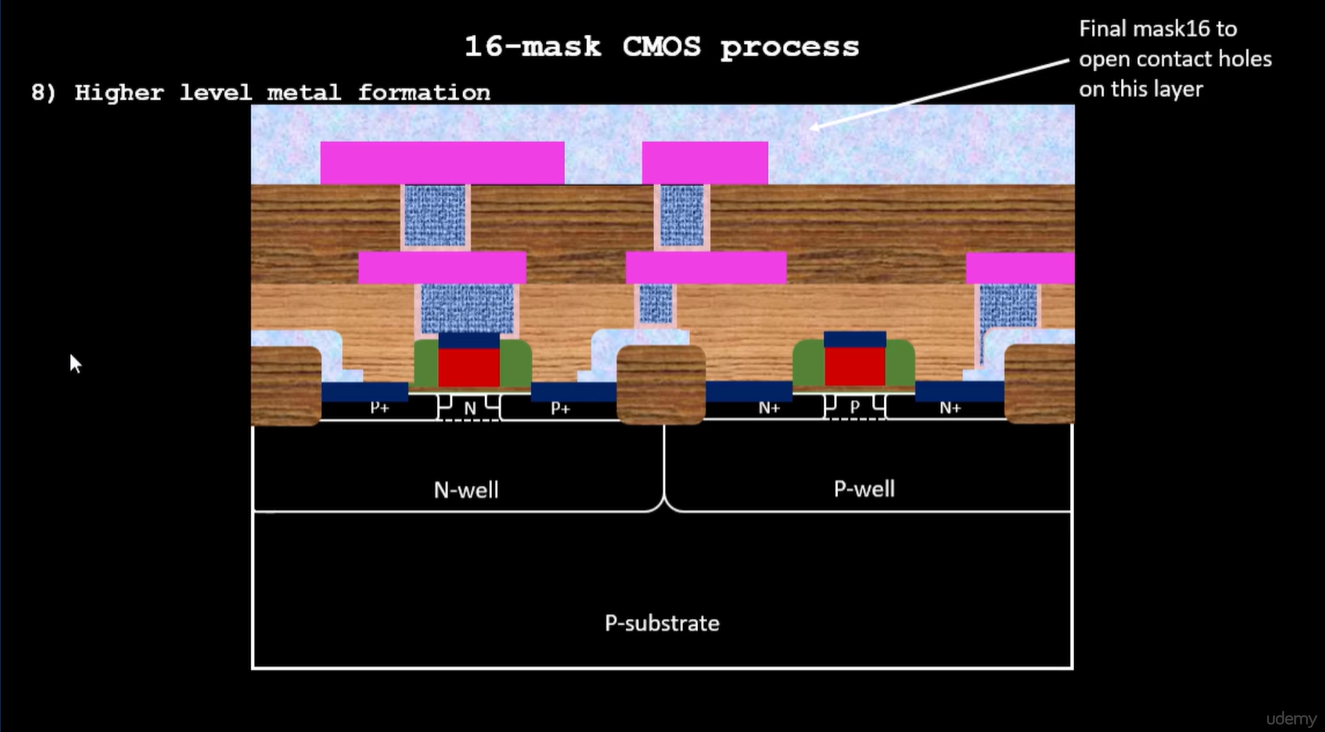 16-mask CMOS process
Final mask16 to
open contact holes
on this layer
8) Higher level metal formation
P+
N
P+
N+
P
N+
N-well
P-well
P-substrate
udemy